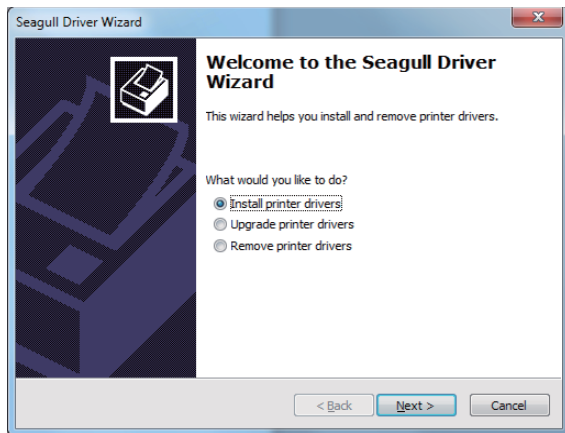 Seagull Driver Wizard
Welcome to the Seagull Driver
Wizard
This wizard helps you install and remove printer drivers.
What would you like to do?
Install printer drivers
Upgrade printer drivers
Remove printer drivers
< Back
Next >
Cancel